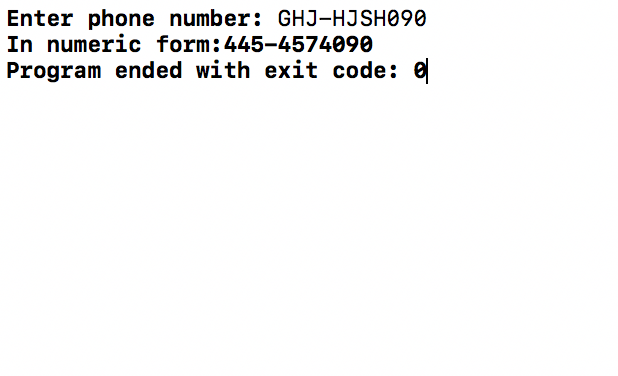 Enter phone number: GHJ-HJSH090
In numeric form:445-4574090
Program ended with exit code: 0